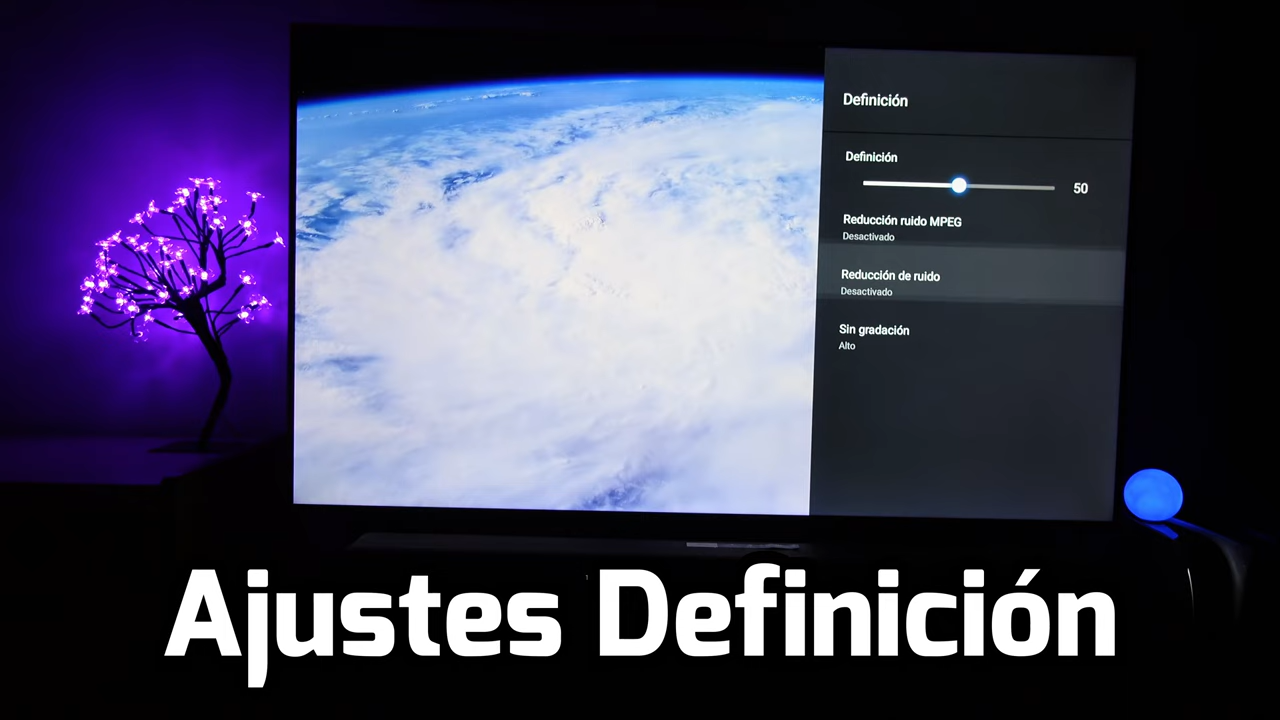 Definición
Definición
50
Reducción ruido MPEG
Desactivado
Reducción de ruido
Desactivado
Sin gradación
Alto
Ajustes Definición